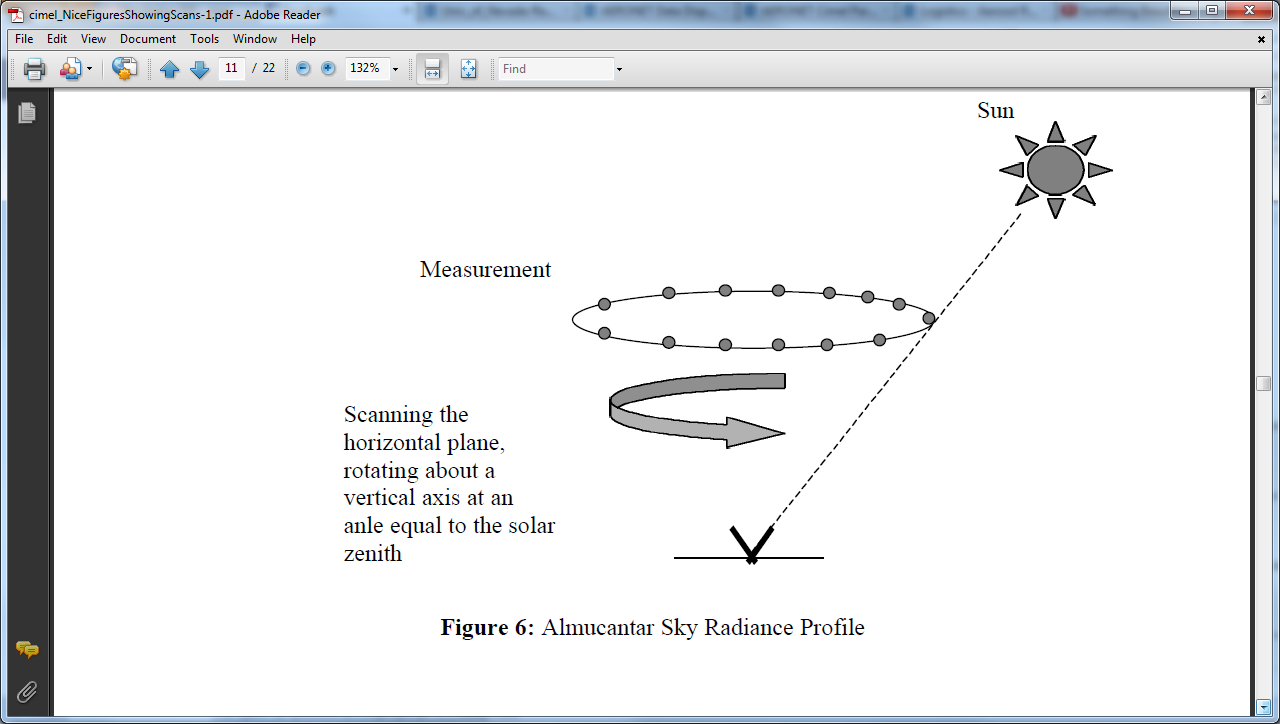 cimel_NiceFiguresShowingScans-1.pdf - Adobe Reader
File Edit View Document Tools Window Help
11 / 22 132% Find
Sun
Measurement
Scanning the
horizontal plane,
rotating about a
vertical axis at an
anle equal to the solar
zenith
Figure 6: Almucantar Sky Radiance Profile